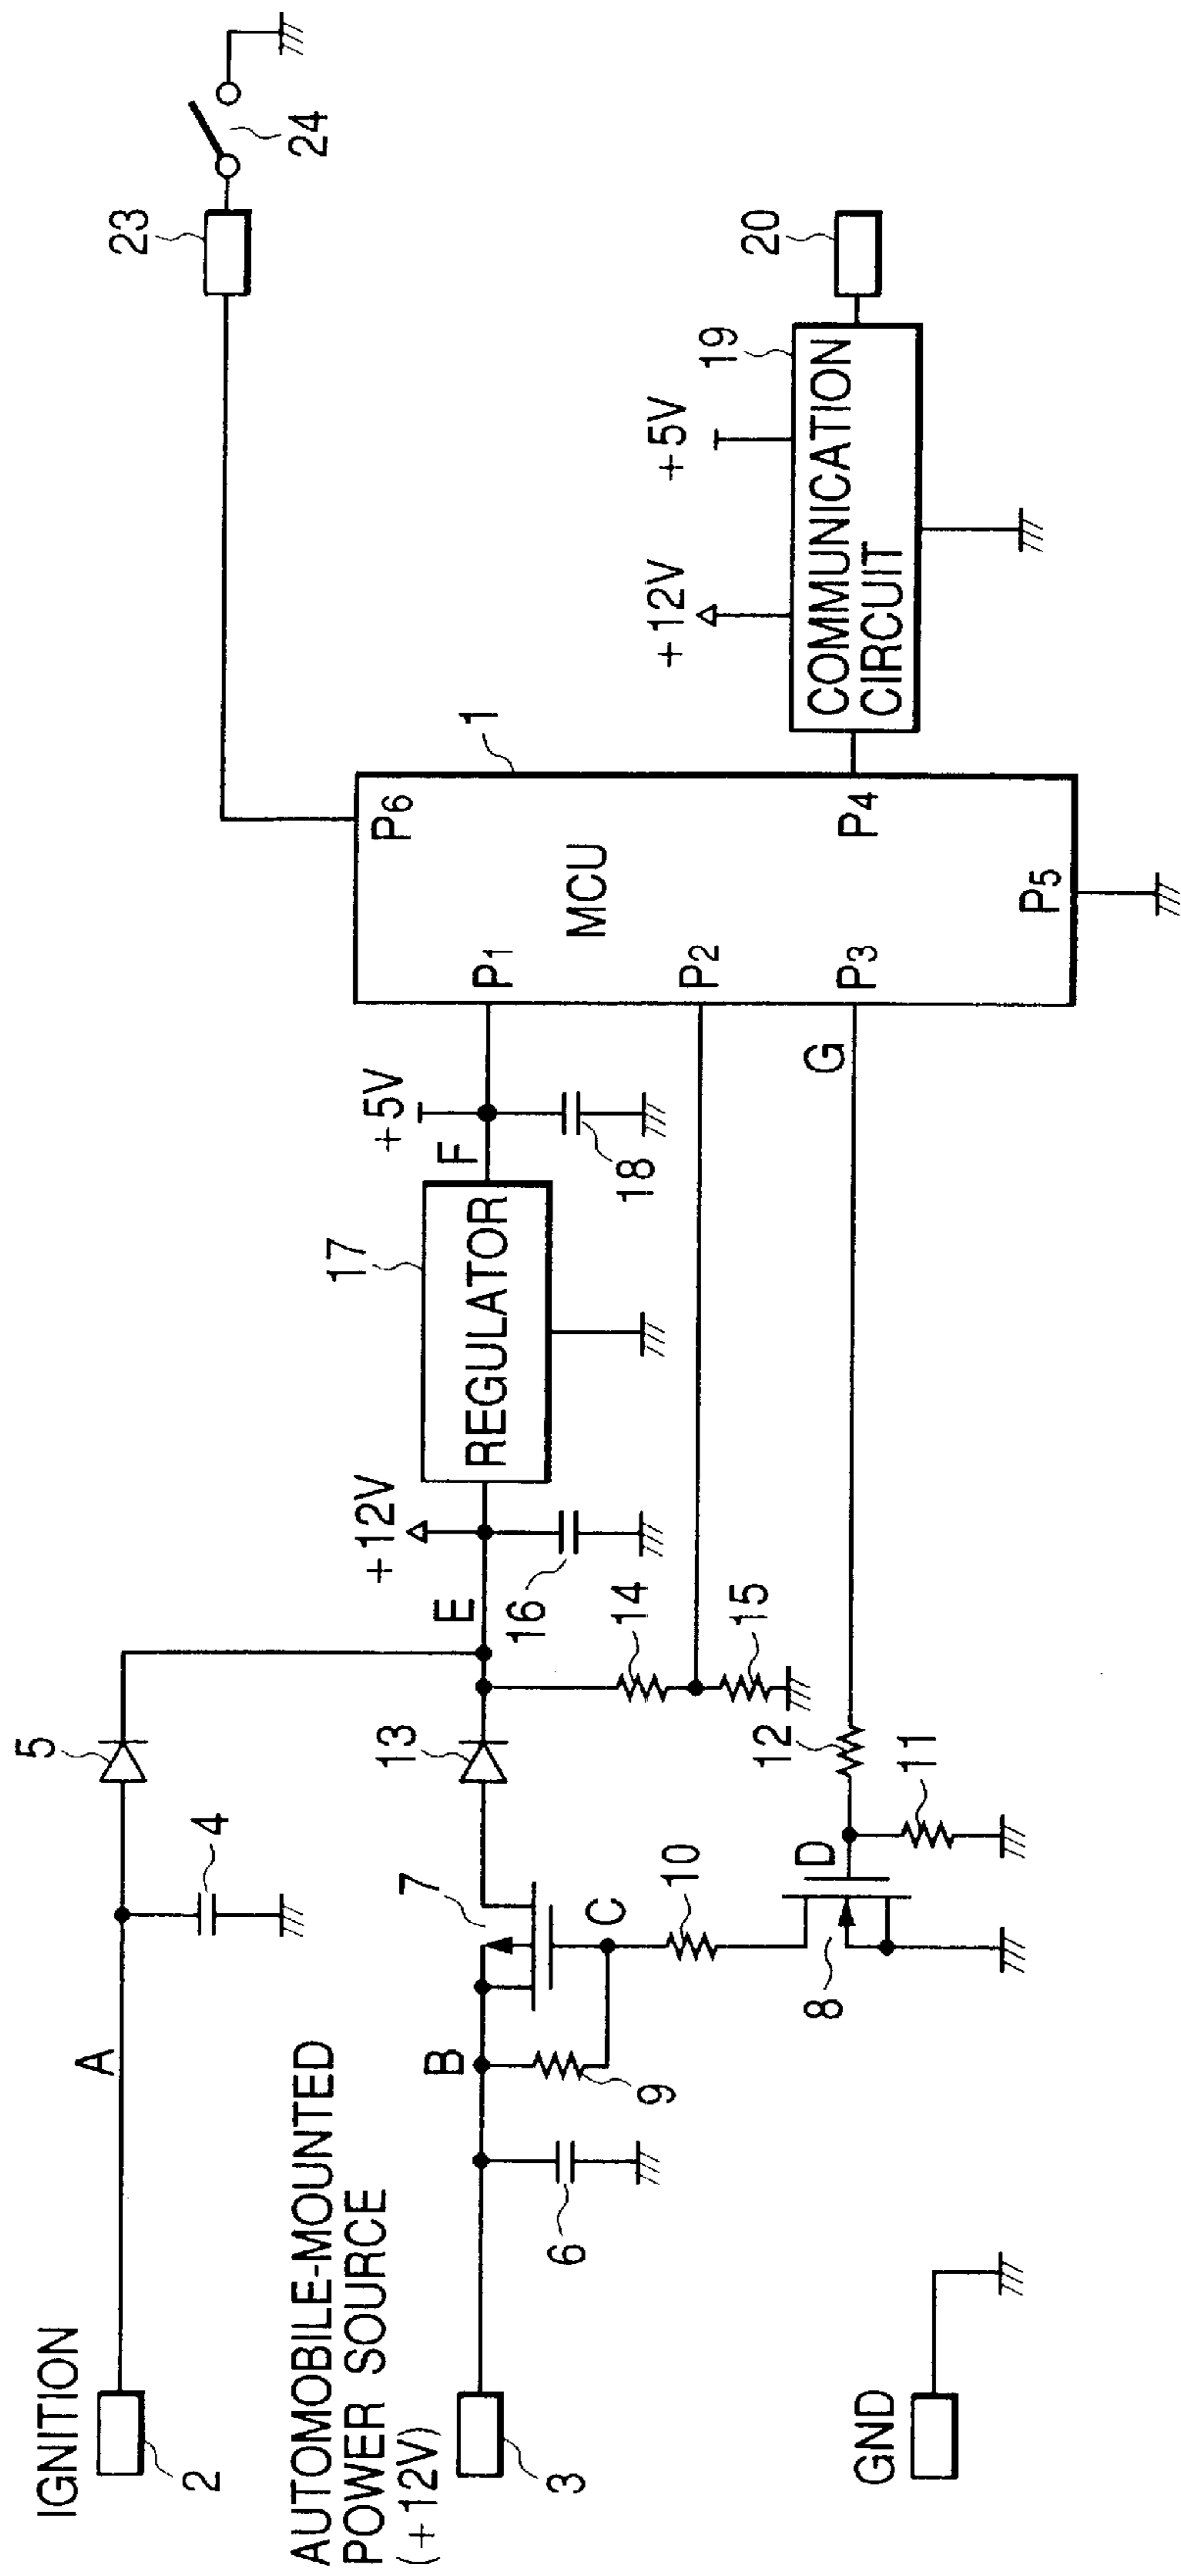 IGNITION
2
A
4
5
AUTOMOBILE-MOUNTED
POWER SOURCE
(+12V)
3
6
B
9
7
C
10
13
E
+12V
16
14
15
17
REGULATOR
F
+5V
18
GND
8
D
11
12
G
P1
P2
P3
P4
P5
P6
MCU
1
COMMUNICATION
CIRCUIT
+12V
+5V
19
20
23
24